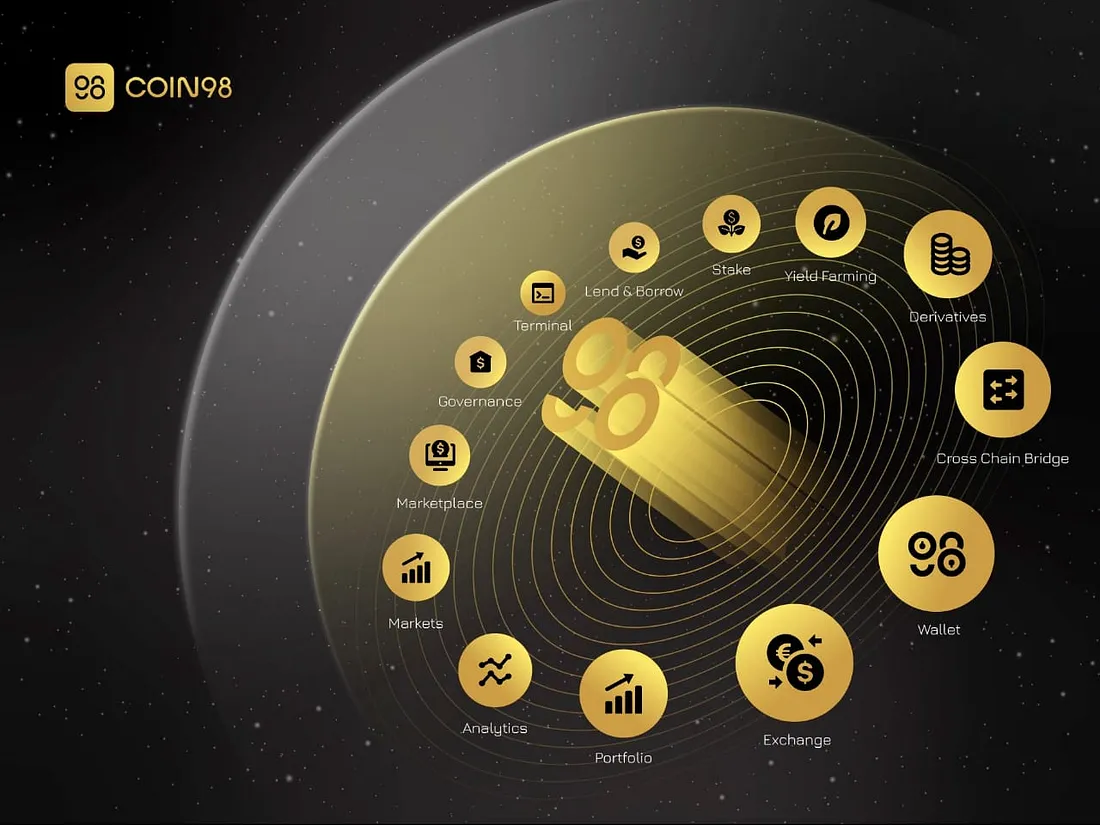 COIN98
Stake
Yield Farming
Lend & Borrow
Derivatives
Terminal
Governance
Cross Chain Bridge
Marketplace
Markets
Wallet
Analytics
Exchange
Portfolio